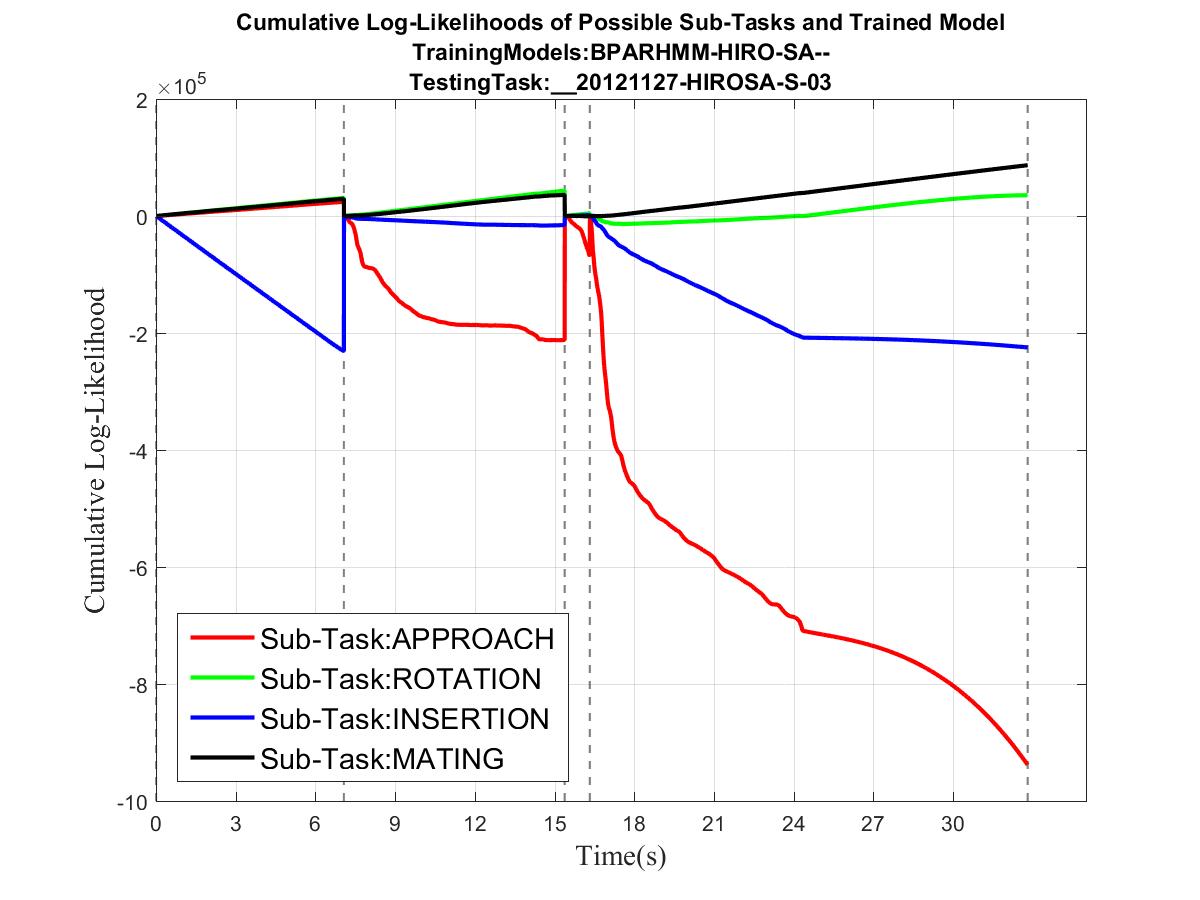 Cumulative Log-Likelihoods of Possible Sub-Tasks and Trained Model
TrainingModels:BPARHMM-HIRO-SA--
TestingTask:__20121127-HIROSA-S-03
×10^5
2
0
-2
-4
-6
-8
-10
Cumulative Log-Likelihood
Sub-Task:APPROACH
Sub-Task:ROTATION
Sub-Task:INSERTION
Sub-Task:MATING
0 3 6 9 12 15 18 21 24 27 30
Time(s)